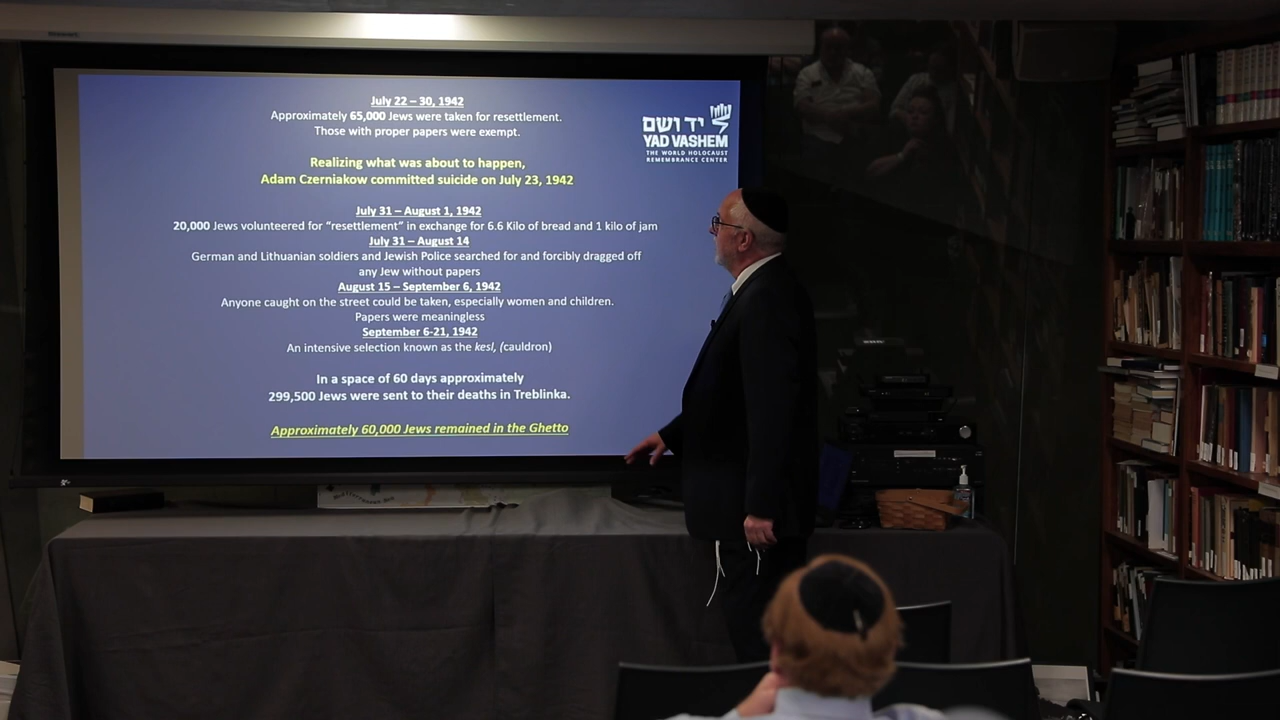 July 22 – 30, 1942
Approximately 65,000 Jews were taken for resettlement.
Those with proper papers were exempt.
Realizing what was about to happen,
Adam Czerniakow committed suicide on July 23, 1942
July 31 – August 1, 1942
20,000 Jews volunteered for “resettlement” in exchange for 6.6 Kilo of bread and 1 kilo of jam
July 31 – August 14
German and Lithuanian soldiers and Jewish Police searched for and forcibly dragged off
any Jew without papers
August 15 – September 6, 1942
Anyone caught on the street could be taken, especially women and children.
Papers were meaningless
September 6-21, 1942
An intensive selection known as the kesl, (cauldron)
In a space of 60 days approximately
299,500 Jews were sent to their deaths in Treblinka.
Approximately 60,000 Jews remained in the Ghetto
יד ושם
YAD VASHEM
THE WORLD HOLOCAUST
REMEMBRANCE CENTER